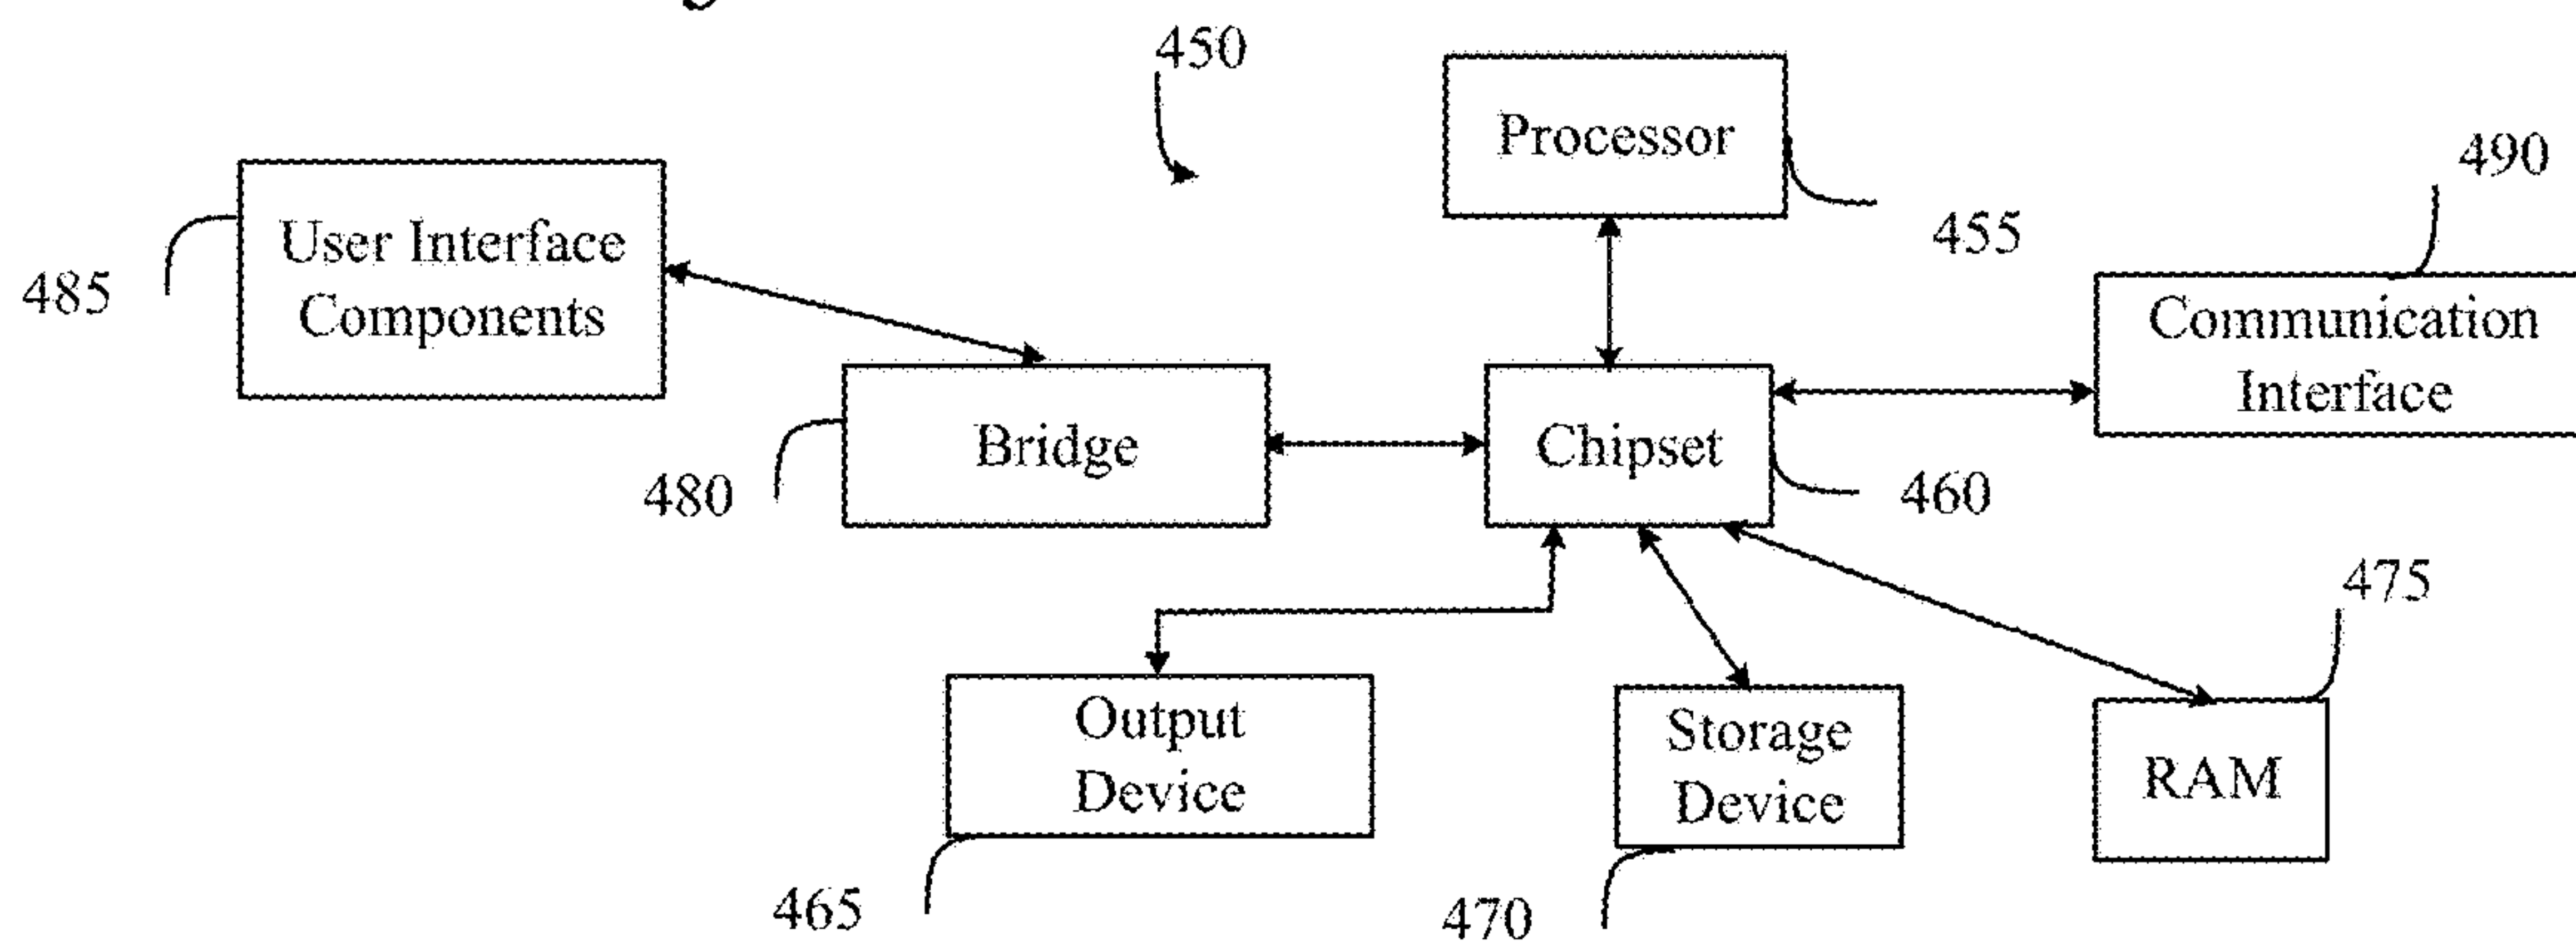 450
Processor
490
User Interface
Components
455
485
Communication
Interface
Bridge
Chipset
480
460
475
Output
Device
Storage
Device
RAM
465
470